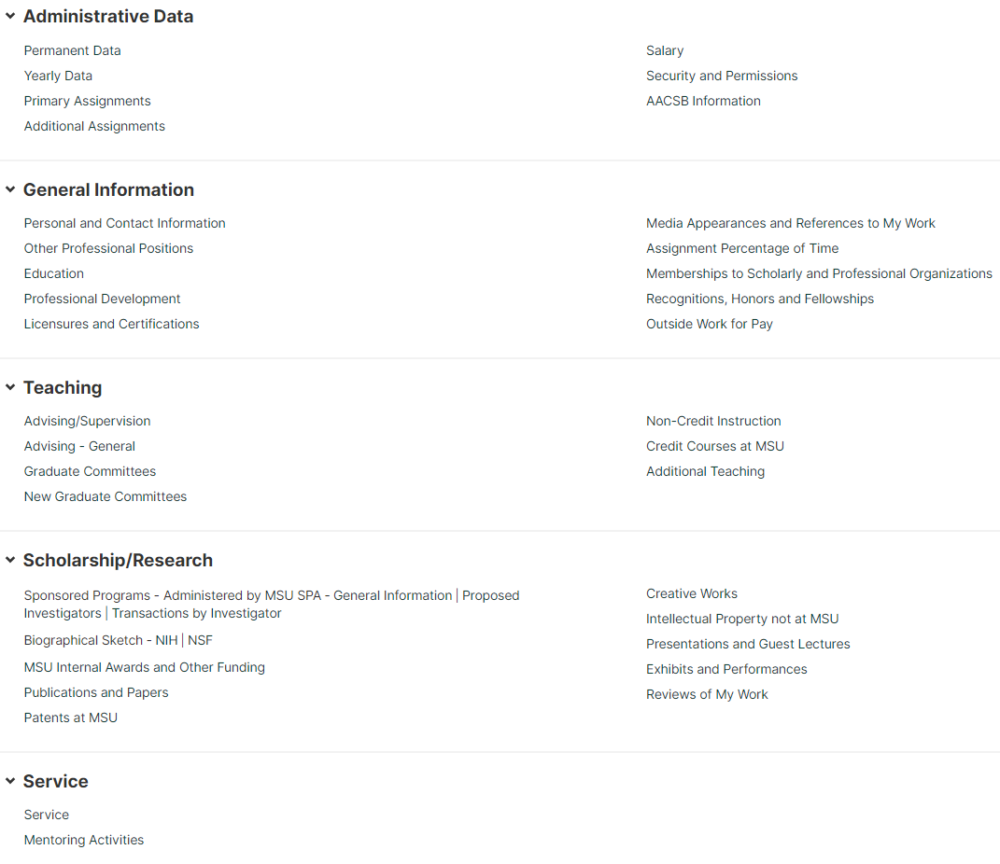 Administrative Data
Permanent Data
Yearly Data
Primary Assignments
Additional Assignments
Salary
Security and Permissions
AACSB Information
General Information
Personal and Contact Information
Other Professional Positions
Education
Professional Development
Licensures and Certifications
Media Appearances and References to My Work
Assignment Percentage of Time
Memberships to Scholarly and Professional Organizations
Recognitions, Honors and Fellowships
Outside Work for Pay
Teaching
Advising/Supervision
Advising - General
Graduate Committees
New Graduate Committees
Non-Credit Instruction
Credit Courses at MSU
Additional Teaching
Scholarship/Research
Sponsored Programs - Administered by MSU SPA - General Information | Proposed
Investigators | Transactions by Investigator
Biographical Sketch - NIH | NSF
MSU Internal Awards and Other Funding
Publications and Papers
Patents at MSU
Creative Works
Intellectual Property not at MSU
Presentations and Guest Lectures
Exhibits and Performances
Reviews of My Work
Service
Service
Mentoring Activities